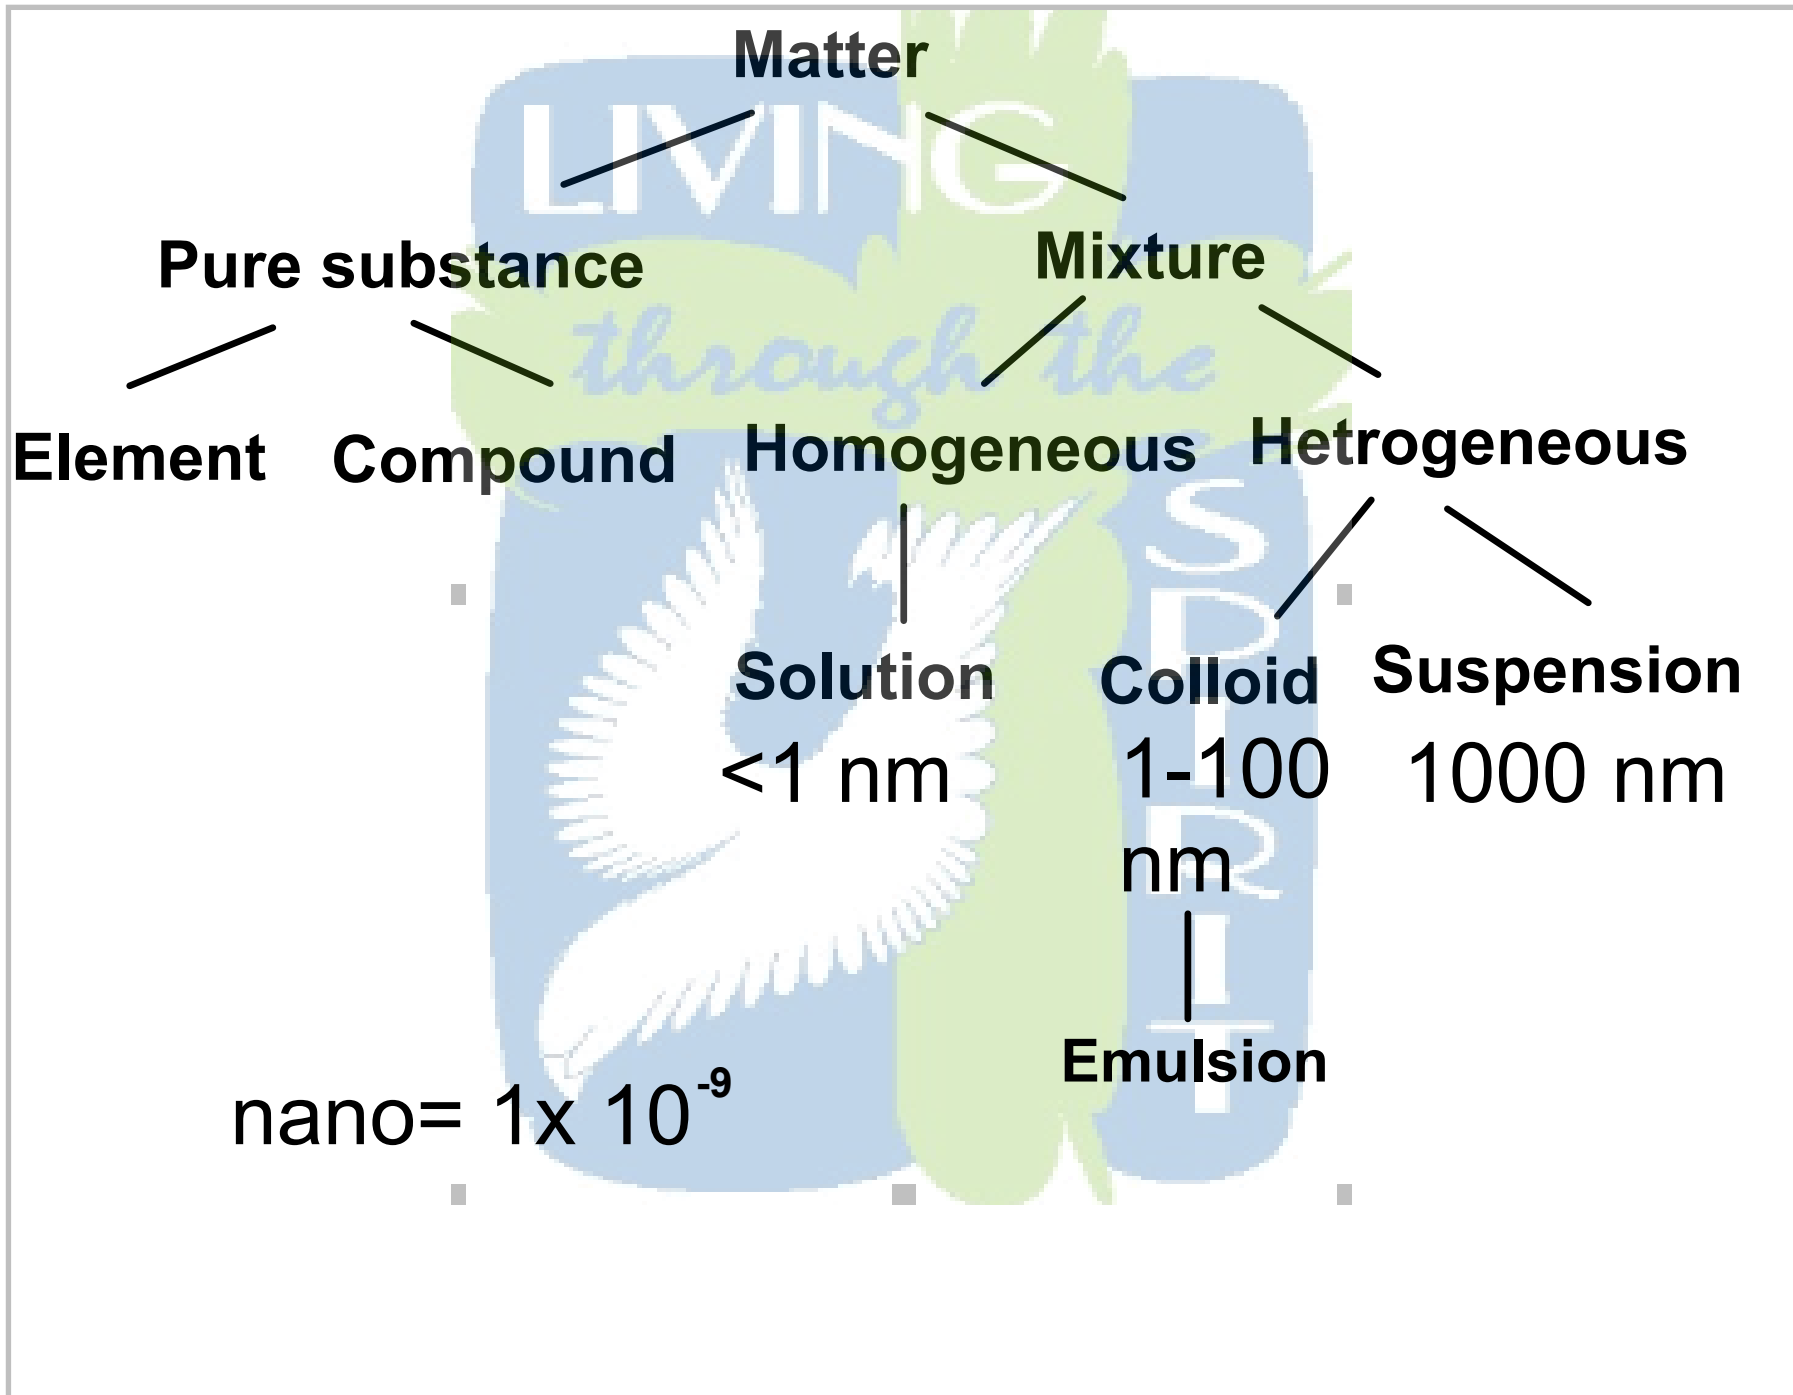 Matter
LIVING
Pure substance Mixture
through the
Element Compound Homogeneous Hetrogeneous
SPIRIT
Solution Colloid Suspension
<1 nm 1-100 1000 nm
nm
Emulsion
nano= 1x 10⁻⁹